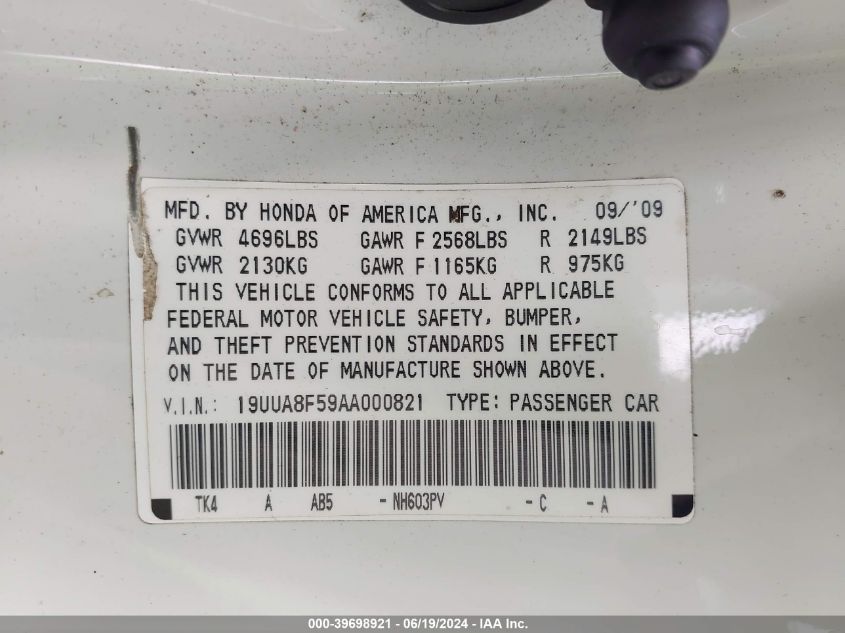 MFD. BY HONDA OF AMERICA MFG., INC. 09/'09
GVWR 4696LBS GAWR F 2568LBS R 2149LBS
GVWR 2130KG GAWR F 1165KG R 975KG
THIS VEHICLE CONFORMS TO ALL APPLICABLE
FEDERAL MOTOR VEHICLE SAFETY, BUMPER,
AND THEFT PREVENTION STANDARDS IN EFFECT
ON THE DATE OF MANUFACTURE SHOWN ABOVE.
V.I.N.: 19UUA8F59AA000821 TYPE: PASSENGER CAR
TK4 A AB5 - NH603PV - C - A
000-39698921 - 06/19/2024 - IAA Inc.